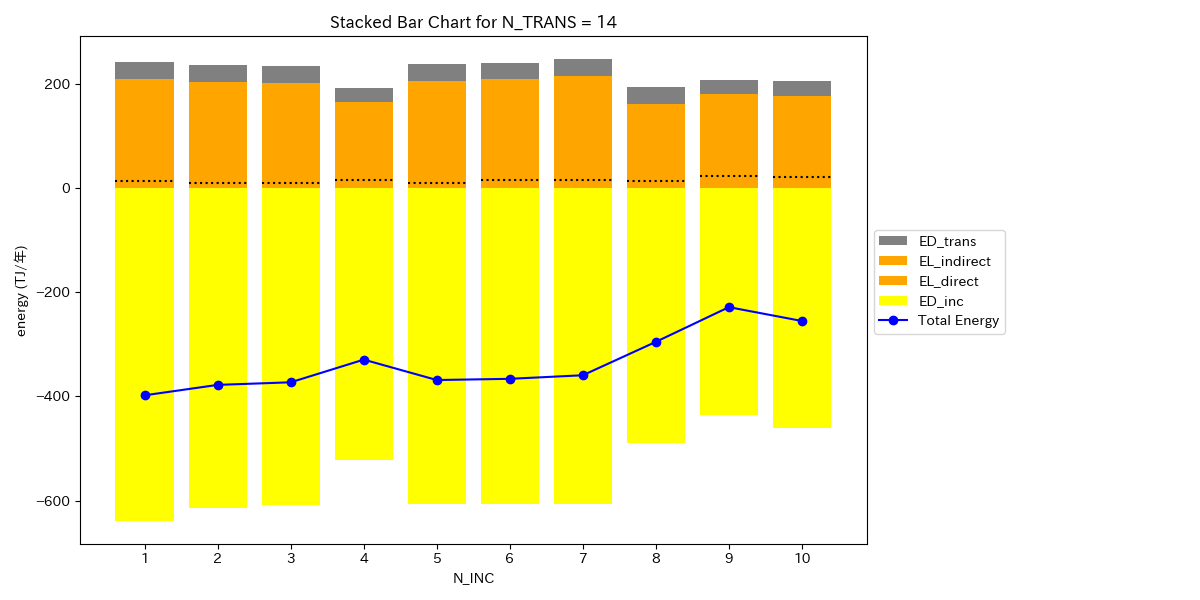 Stacked Bar Chart for N_TRANS = 14
energy (TJ/年)
200
0
−200
−400
−600
1 2 3 4 5 6 7 8 9 10
N_INC
ED_trans
EL_indirect
EL_direct
ED_inc
Total Energy